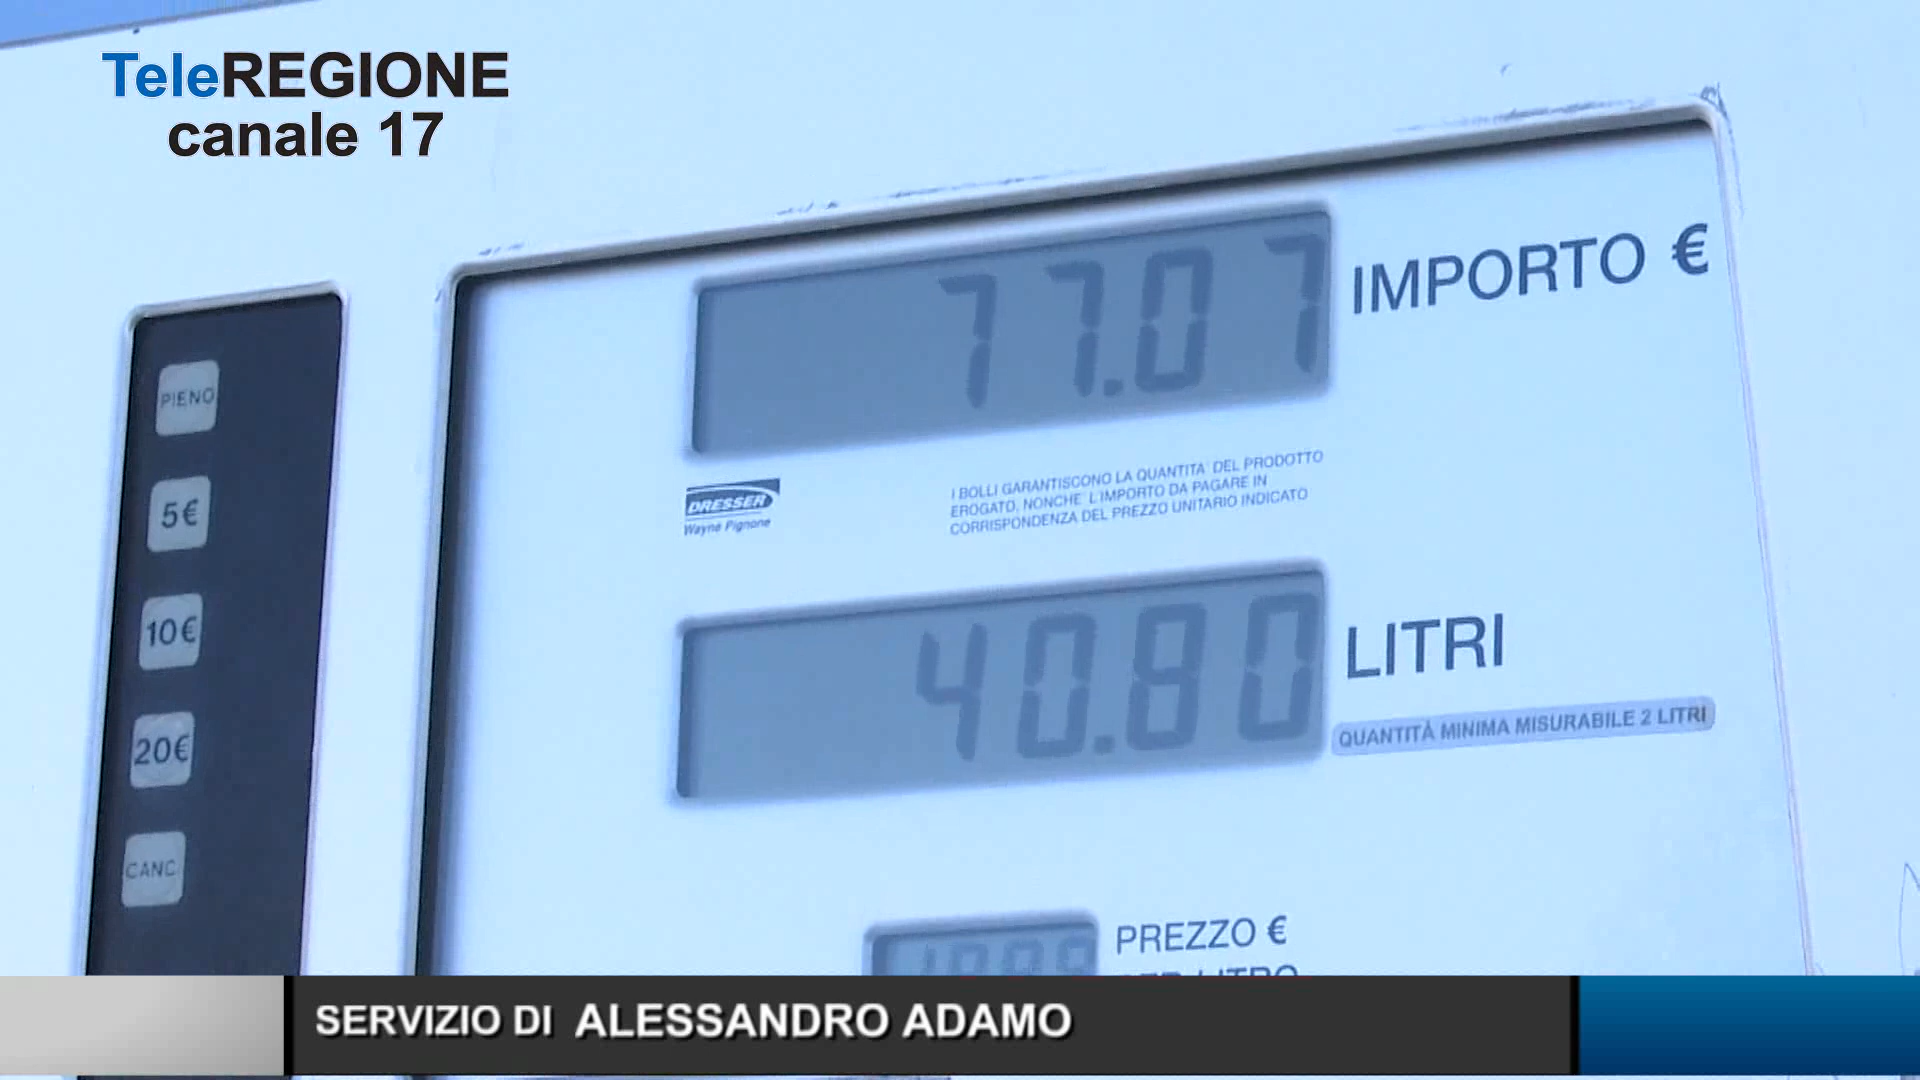 TeleREGIONE
canale 17
77.07
IMPORTO €
PIENO
5€
10€
20€
CANC.
DRESSER
Wayne Pignone
I BOLLI GARANTISCONO LA QUANTITA' DEL PRODOTTO
EROGATO, NONCHE' L'IMPORTO DA PAGARE IN
CORRISPONDENZA DEL PREZZO UNITARIO INDICATO
40.80
LITRI
QUANTITÀ MINIMA MISURABILE 2 LITRI
PREZZO €
PER LITRO
SERVIZIO DI ALESSANDRO ADAMO